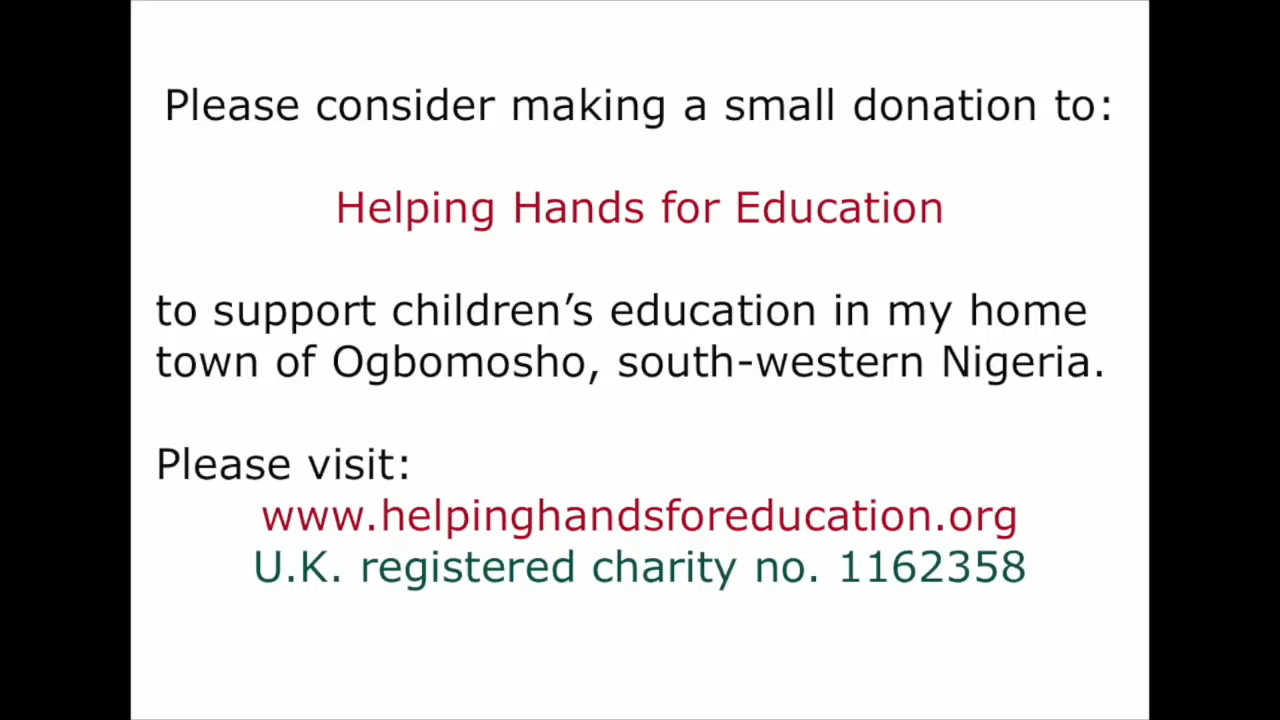 Please consider making a small donation to:
Helping Hands for Education
to support children’s education in my home
town of Ogbomosho, south-western Nigeria.
Please visit:
www.helpinghandsforeducation.org
U.K. registered charity no. 1162358